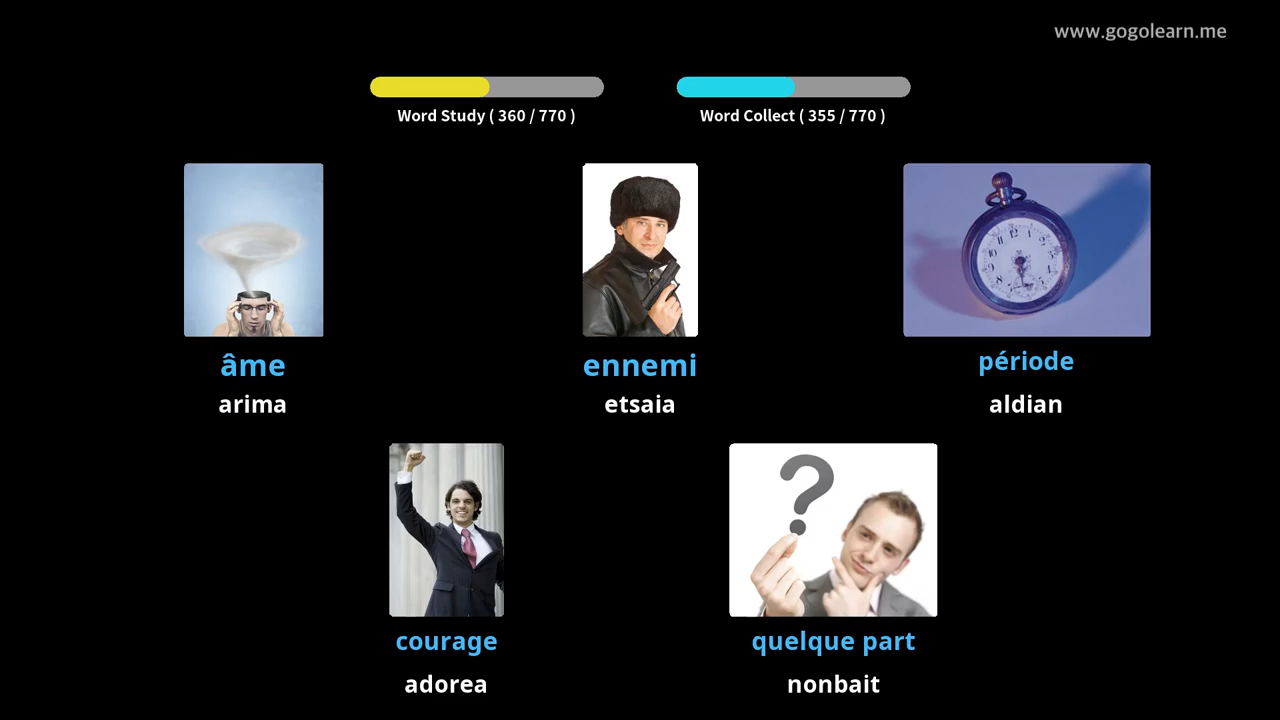 www.gogolearn.me
Word Study ( 360 / 770 )
Word Collect ( 355 / 770 )
âme
arima
ennemi
etsaia
période
aldian
courage
adorea
quelque part
nonbait